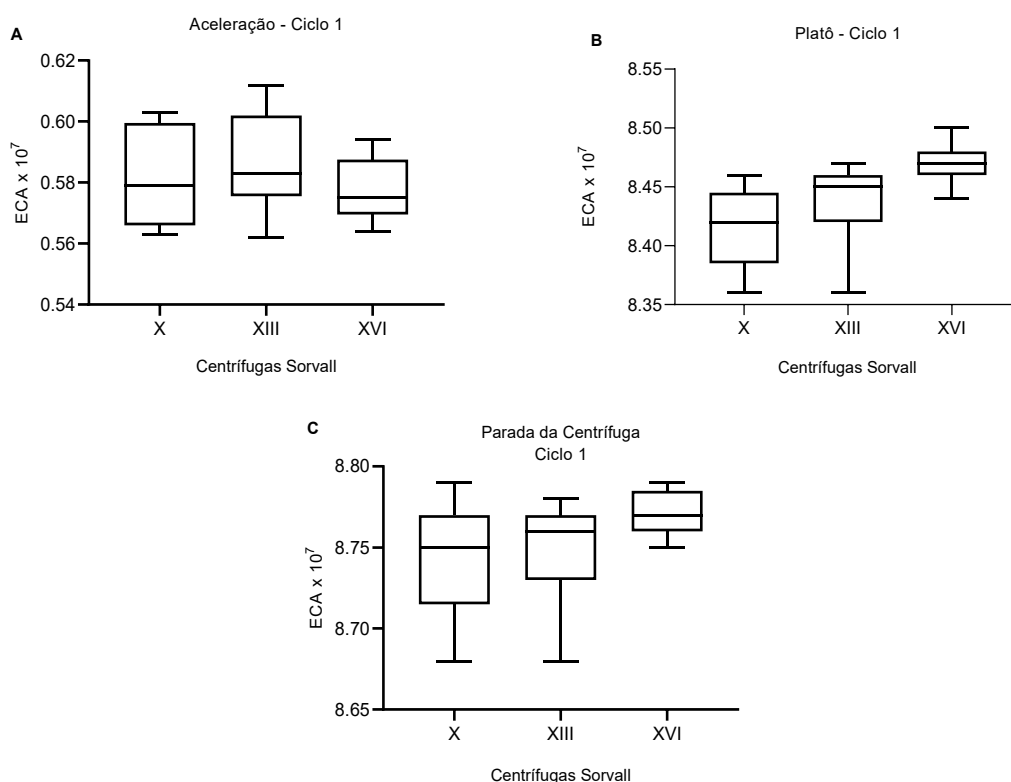 A
Aceleração - Ciclo 1
0.62
0.60
0.58
0.56
0.54
ECA x 10⁷
X XIII XVI
Centrífugas Sorvall
B
Platô - Ciclo 1
8.55
8.50
8.45
8.40
8.35
ECA x 10⁷
X XIII XVI
Centrífugas Sorvall
C
Parada da Centrífuga
Ciclo 1
8.80
8.75
8.70
8.65
ECA x 10⁷
X XIII XVI
Centrífugas Sorvall